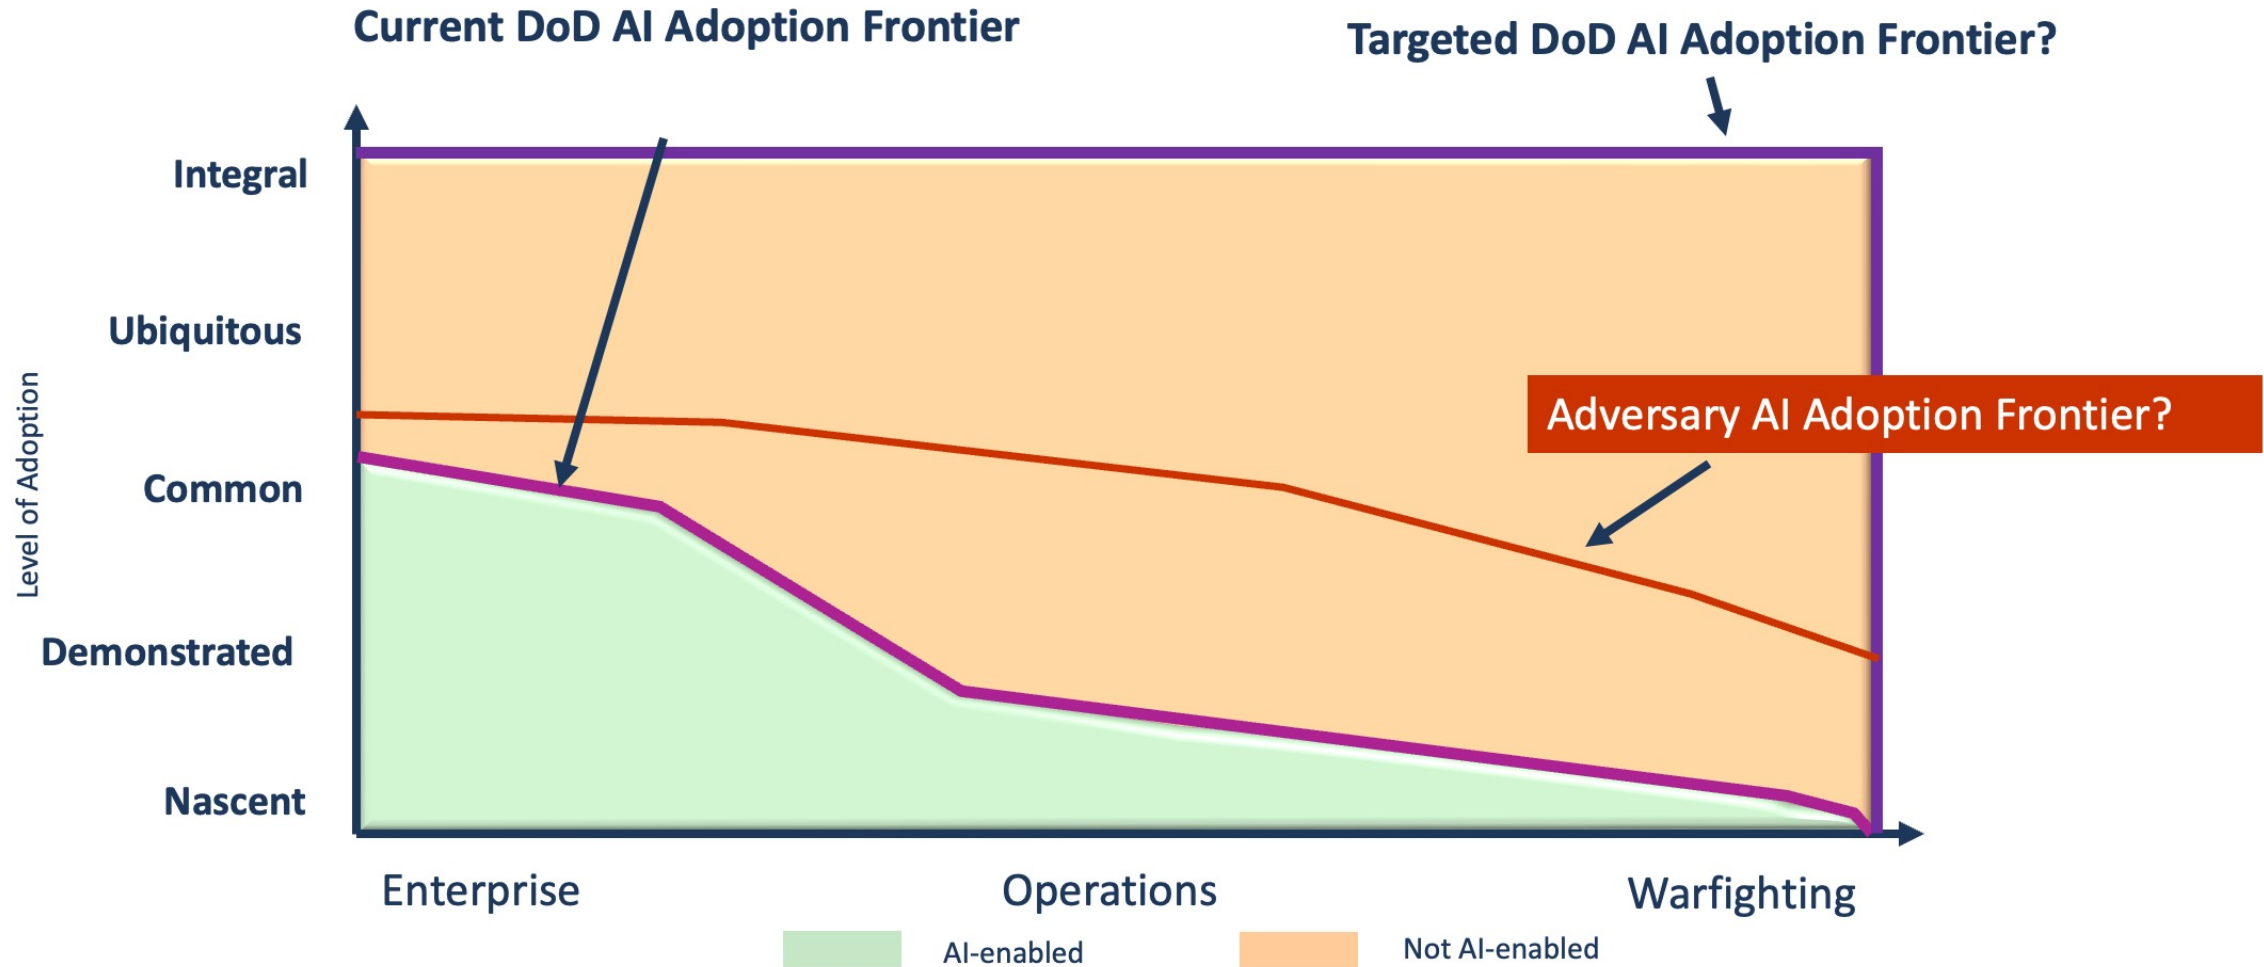 Current DoD AI Adoption Frontier
Targeted DoD AI Adoption Frontier?
Integral
Ubiquitous
Adversary AI Adoption Frontier?
Level of Adoption
Common
Demonstrated
Nascent
Enterprise
Operations
Warfighting
AI-enabled
Not AI-enabled